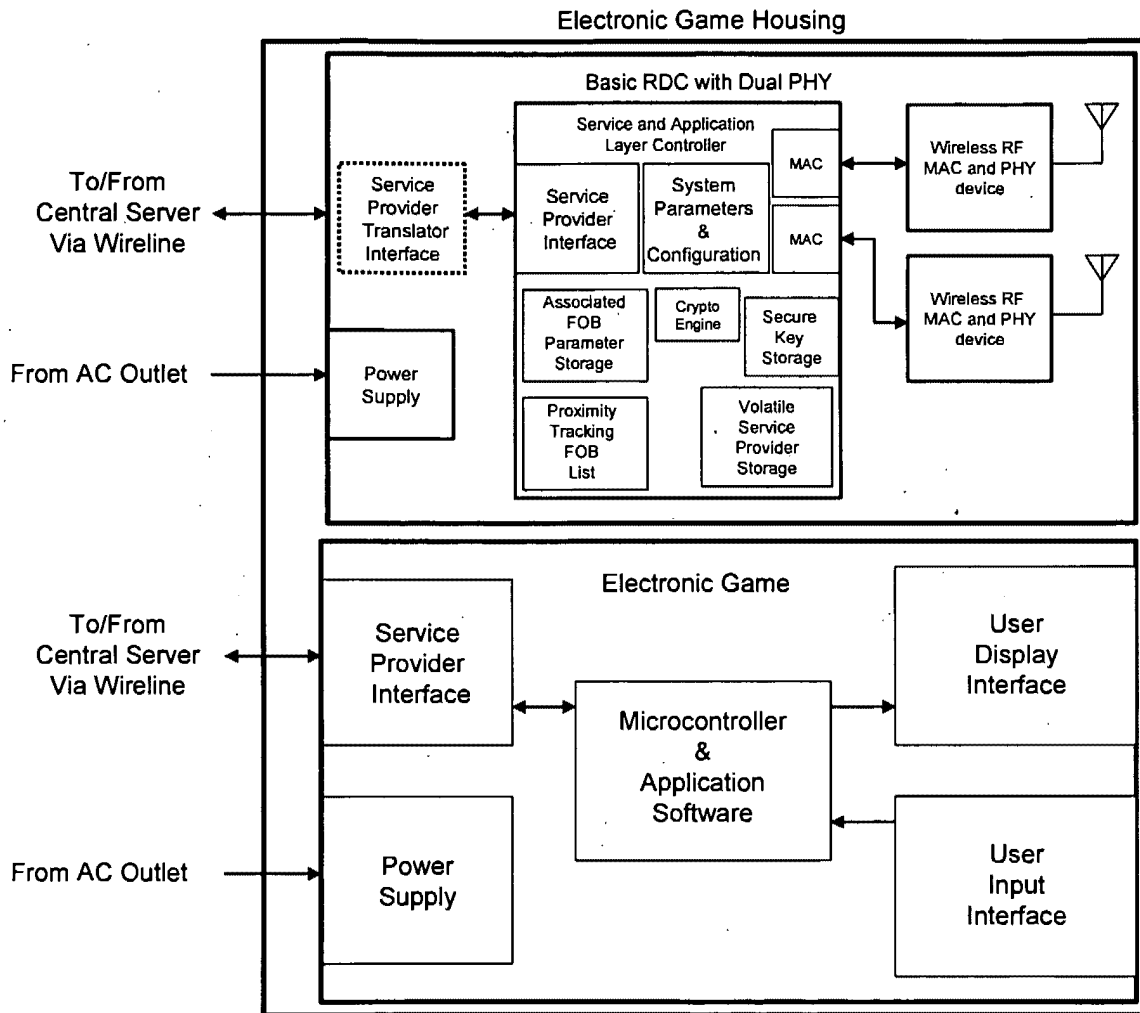 Electronic Game Housing
Basic RDC with Dual PHY
Service and Application
Layer Controller
MAC
Wireless RF
MAC and PHY
device
To/From
Central Server
Via Wireline
Service
Provider
Translator
Interface
Service
Provider
Interface
System
Parameters
&
Configuration
MAC
Wireless RF
MAC and PHY
device
Associated
FOB
Parameter
Storage
Crypto
Engine
Secure
Key
Storage
From AC Outlet
Power
Supply
Proximity
Tracking
FOB
List
Volatile
Service
Provider
Storage
Electronic Game
To/From
Central Server
Via Wireline
Service
Provider
Interface
User
Display
Interface
Microcontroller
&
Application
Software
From AC Outlet
Power
Supply
User
Input
Interface